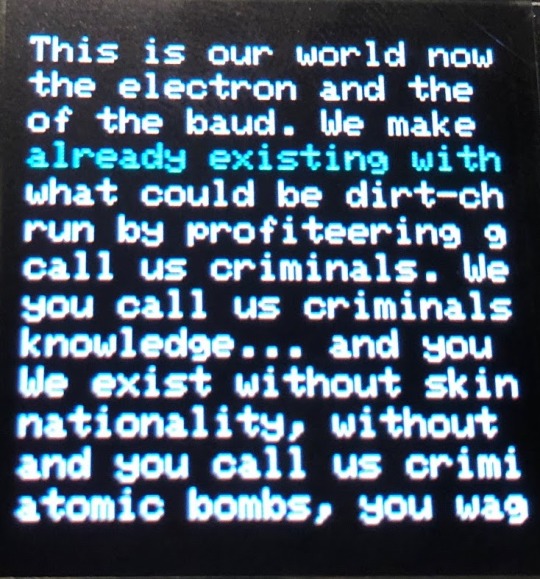 This is our world now
the electron and the
of the baud. We make
already existing with
what could be dirt-ch
run by profiteering g
call us criminals. We
you call us criminals
knowledge... and you
We exist without skin
nationality, without
and you call us crimi
atomic bombs, you wag